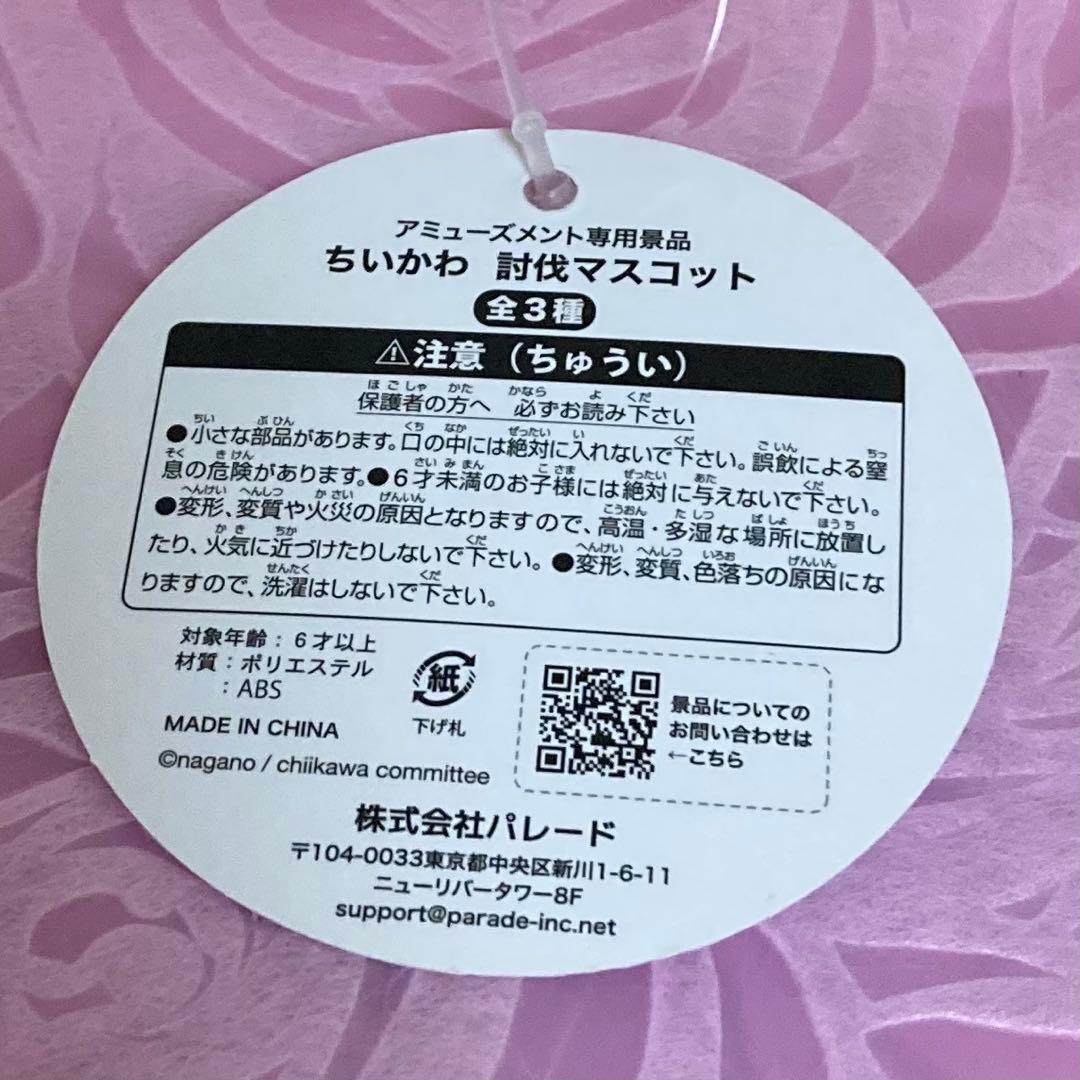 アミューズメント専用景品
ちいかわ 討伐マスコット
全3種
⚠注意（ちゅうい）
保護者の方へ 必ずお読み下さい
●小さな部品があります。口の中には絶対に入れないで下さい。誤飲による窒
息の危険があります。●6才未満のお子様には絶対に与えないで下さい。
●変形、変質や火災の原因となりますので、高温・多湿な場所に放置し
たり、火気に近づけたりしないで下さい。●変形、変質、色落ちの原因にな
りますので、洗濯はしないで下さい。
対象年齢：6才以上
材質：ポリエステル
：ABS
紙
下げ札
MADE IN CHINA
©nagano / chiikawa committee
景品についての
お問い合わせは
←こちら
株式会社パレード
〒104-0033東京都中央区新川1-6-11
ニューリバータワー8F
support@parade-inc.net